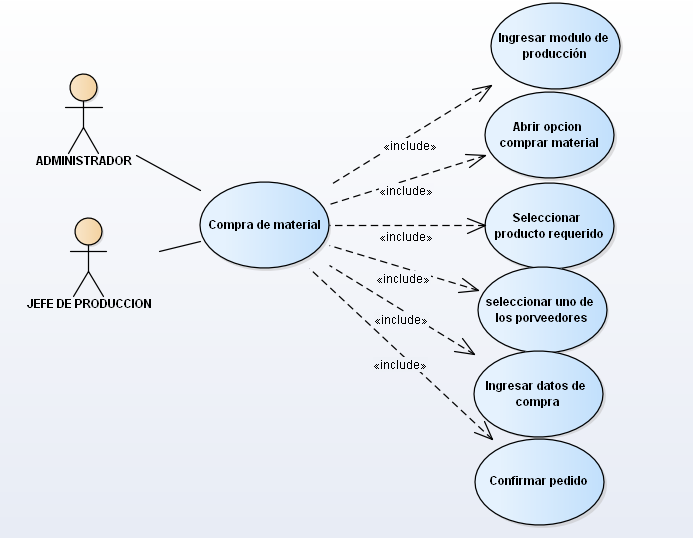 Ingresar modulo de
producción
Abrir opcion
comprar material
ADMINISTRADOR
«include»
«include»
Compra de material
Seleccionar
producto requerido
«include»
JEFE DE PRODUCCION
«include»
seleccionar uno de
los porveedores
«include»
«include»
Ingresar datos de
compra
Confirmar pedido